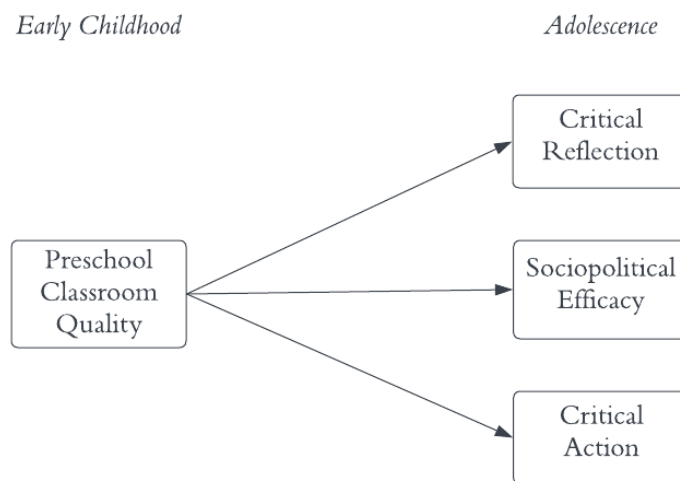 Early Childhood
Adolescence
Critical
Reflection
Preschool
Classroom
Quality
Sociopolitical
Efficacy
Critical
Action